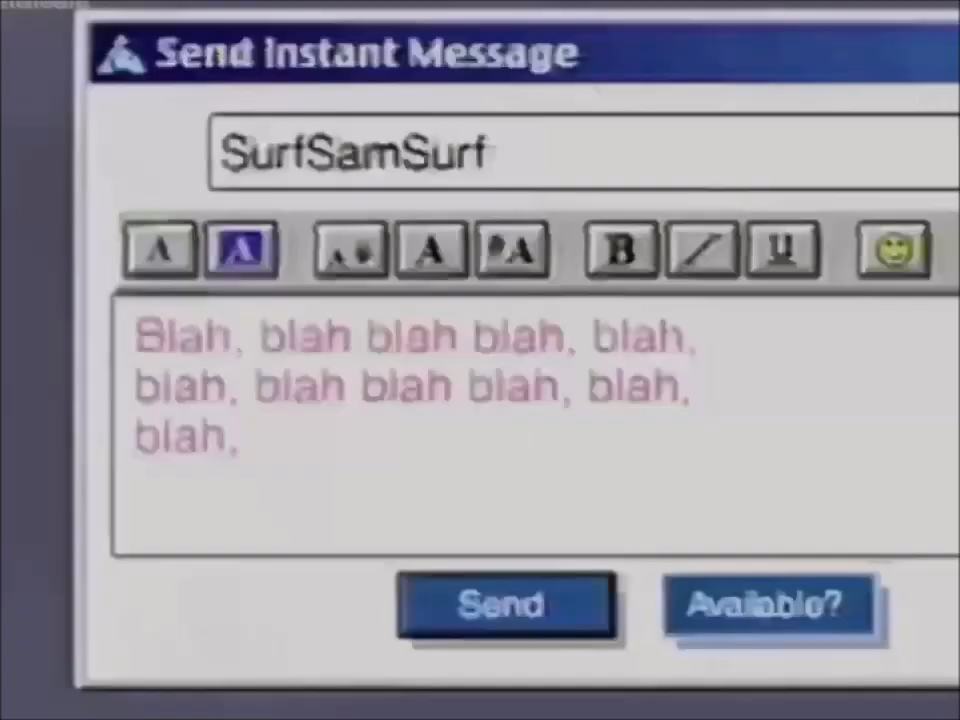 Send Instant Message
SurfSamSurf
A A A A A B / U
Blah, blah blah blah, blah,
blah, blah blah blah, blah,
blah,
Send Available?